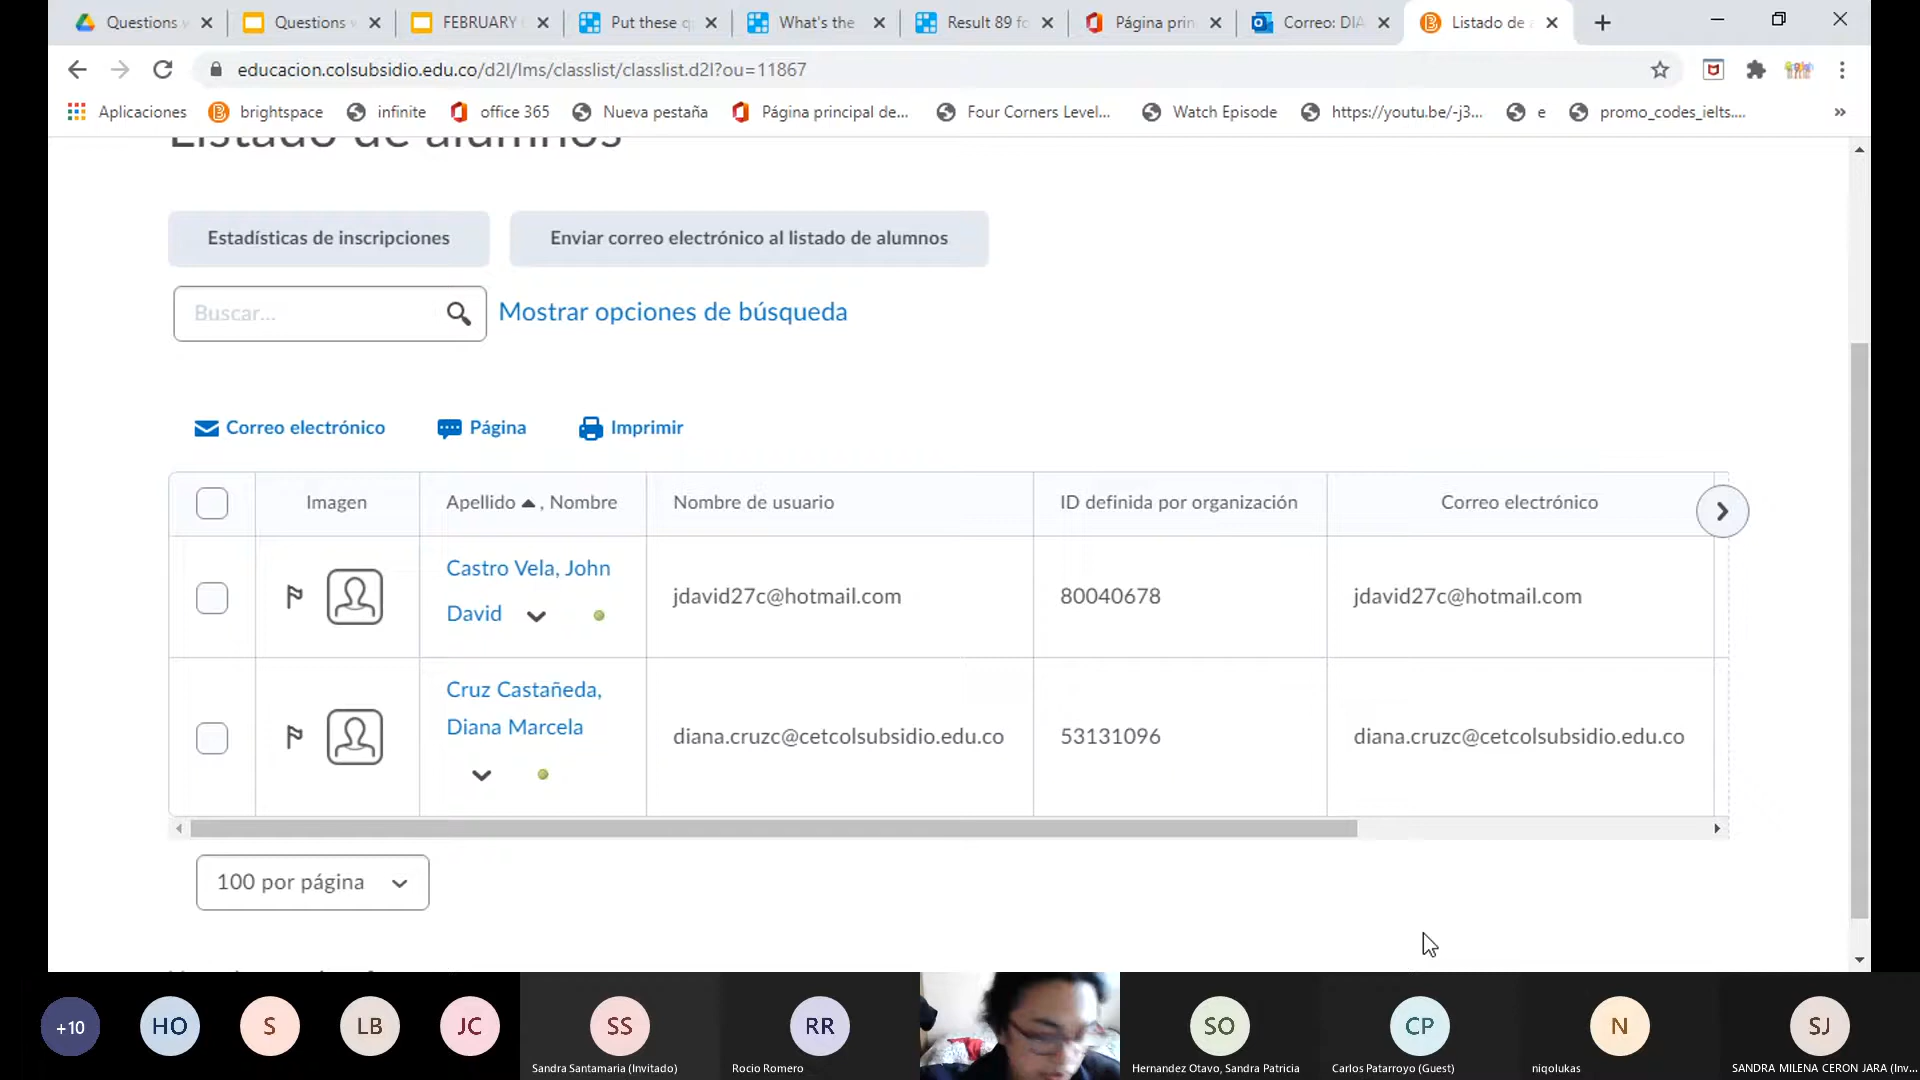 Questions w
Questions w
FEBRUARY
Put these q
What's the
Result 89 fo
Página prin
Correo: DIA
Listado de
educacion.colsubsidio.edu.co/d2l/lms/classlist/classlist.d2l?ou=11867
Aplicaciones
brightspace
infinite
office 365
Nueva pestaña
Página principal de...
Four Corners Level...
Watch Episode
https://youtu.be/-j3...
e
promo_codes_ielts....
»
Listado de alumnos
Estadísticas de inscripciones
Enviar correo electrónico al listado de alumnos
Buscar...
Mostrar opciones de búsqueda
Correo electrónico
Página
Imprimir
Imagen
Apellido , Nombre
Nombre de usuario
ID definida por organización
Correo electrónico
Castro Vela, John
David
jdavid27c@hotmail.com
80040678
jdavid27c@hotmail.com
Cruz Castañeda,
Diana Marcela
diana.cruzc@cetcolsubsidio.edu.co
53131096
diana.cruzc@cetcolsubsidio.edu.co
100 por página
+10
HO
S
LB
JC
SS
RR
SO
CP
N
SJ
Sandra Santamaria (Invitado)
Rocio Romero
Hernandez Otavo, Sandra Patricia
Carlos Patarroyo (Guest)
niqolukas
SANDRA MILENA CERON JARA (Inv...